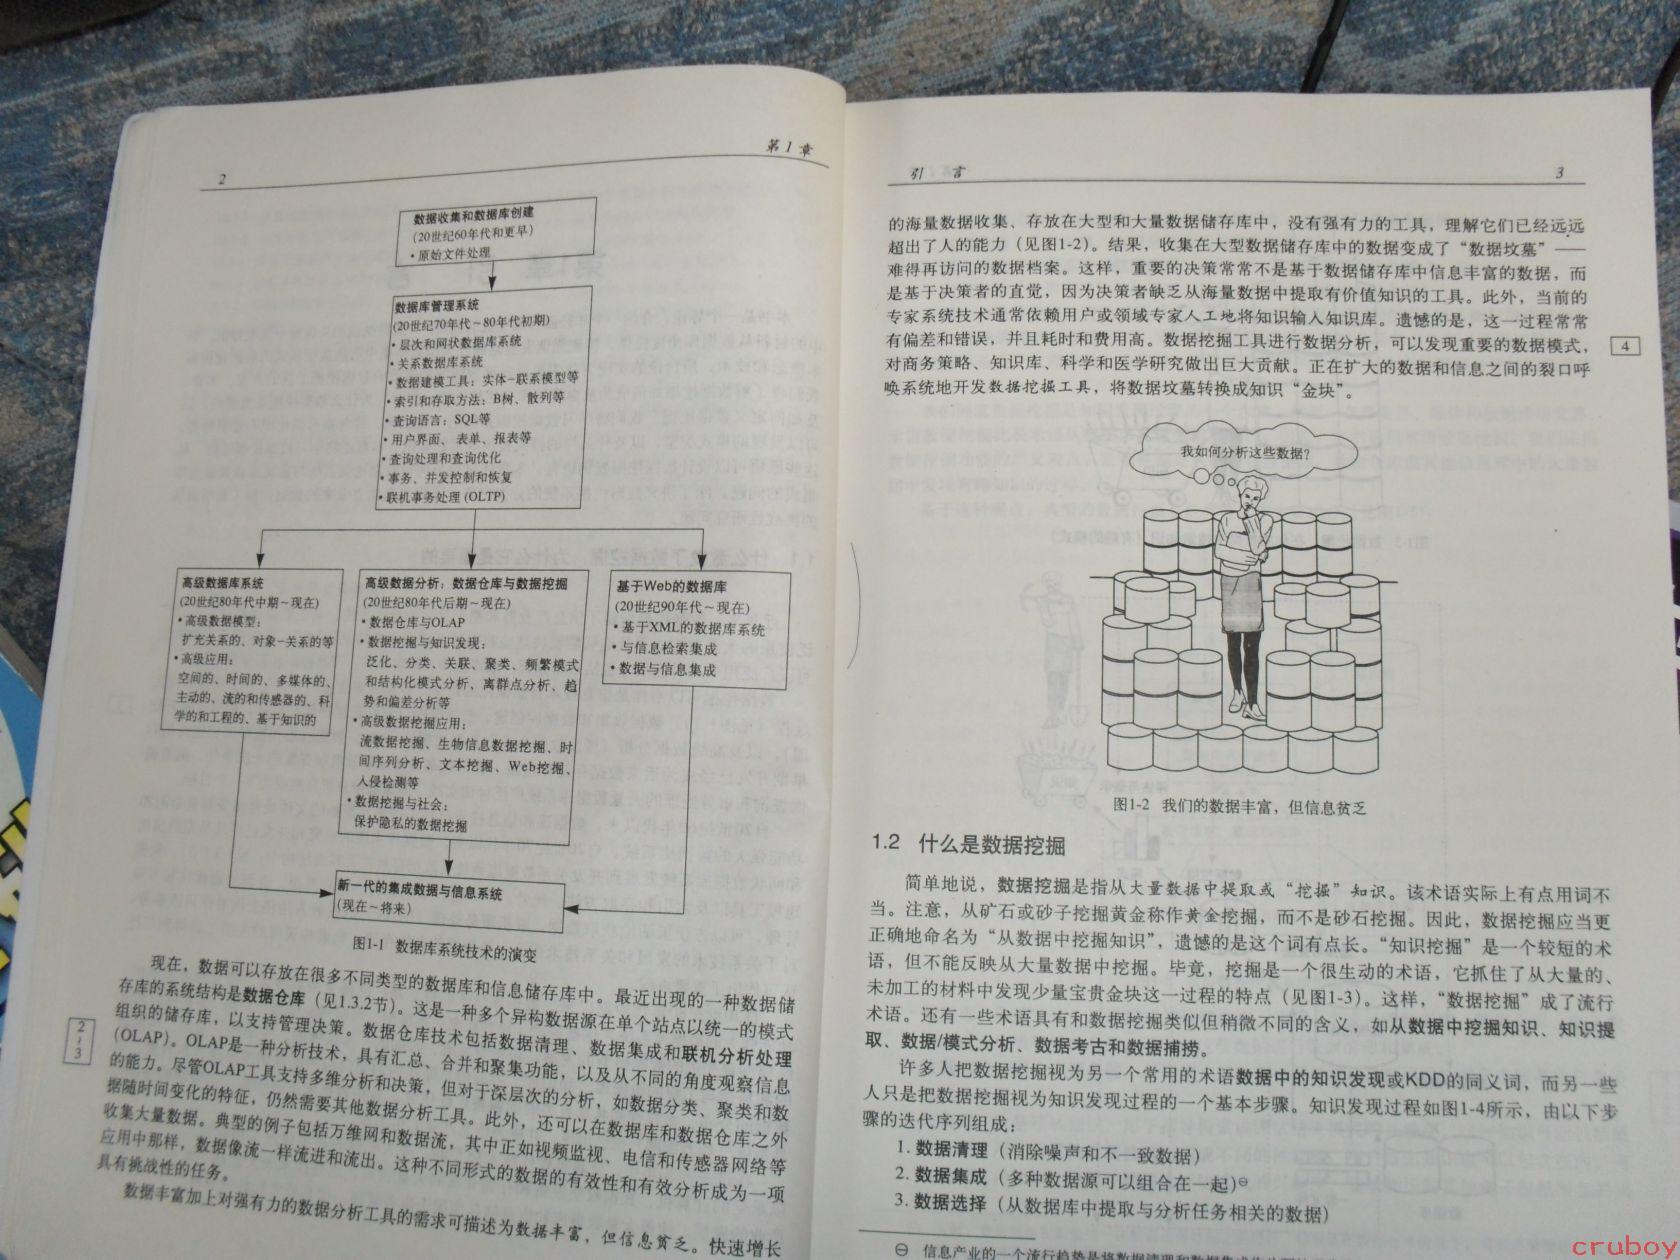 2
第1章
数据收集和数据库创建
(20世纪60年代和更早)
• 原始文件处理
数据库管理系统
(20世纪70年代～80年代初期)
• 层次和网状数据库系统
• 关系数据库系统
• 数据建模工具：实体–联系模型等
• 索引和存取方法：B树、散列等
• 查询语言：SQL等
• 用户界面、表单、报表等
• 查询处理和查询优化
• 事务、并发控制和恢复
• 联机事务处理 (OLTP)
高级数据库系统
(20世纪80年代中期～现在)
• 高级数据模型：
扩充关系的、对象–关系的等
• 高级应用：
空间的、时间的、多媒体的、
主动的、流的和传感器的、科
学的和工程的、基于知识的
高级数据分析：数据仓库与数据挖掘
(20世纪80年代后期～现在)
• 数据仓库与OLAP
• 数据挖掘与知识发现：
泛化、分类、关联、聚类、频繁模式
和结构化模式分析、离群点分析、趋
势和偏差分析等
• 高级数据挖掘应用：
流数据挖掘、生物信息数据挖掘、时
间序列分析、文本挖掘、Web挖掘、
入侵检测等
• 数据挖掘与社会：
保护隐私的数据挖掘
基于Web的数据库
(20世纪90年代～现在)
• 基于XML的数据库系统
• 与信息检索集成
• 数据与信息集成
新一代的集成数据与信息系统
(现在～将来)
图1-1 数据库系统技术的演变
现在，数据可以存放在很多不同类型的数据库和信息储存库中。最近出现的一种数据储
存库的系统结构是数据仓库（见1.3.2节）。这是一种多个异构数据源在单个站点以统一的模式
组织的储存库，以支持管理决策。数据仓库技术包括数据清理、数据集成和联机分析处理
（OLAP）。OLAP是一种分析技术，具有汇总、合并和聚集功能，以及从不同的角度观察信息
的能力。尽管OLAP工具支持多维分析和决策，但对于深层次的分析，如数据分类、聚类和数
据随时间变化的特征，仍然需要其他数据分析工具。此外，还可以在数据库和数据仓库之外
收集大量数据。典型的例子包括万维网和数据流，其中正如视频监视、电信和传感器网络等
应用中那样，数据像流一样流进和流出。这种不同形式的数据的有效性和有效分析成为一项
具有挑战性的任务。
数据丰富加上对强有力的数据分析工具的需求可描述为数据丰富，但信息贫乏。快速增长
2
～
3
引 言
3
的海量数据收集、存放在大型和大量数据储存库中，没有强有力的工具，理解它们已经远远
超出了人的能力（见图1-2）。结果，收集在大型数据储存库中的数据变成了“数据坟墓”——
难得再访问的数据档案。这样，重要的决策常常不是基于数据储存库中信息丰富的数据，而
是基于决策者的直觉，因为决策者缺乏从海量数据中提取有价值知识的工具。此外，当前的
专家系统技术通常依赖用户或领域专家人工地将知识输入知识库。遗憾的是，这一过程常常
有偏差和错误，并且耗时和费用高。数据挖掘工具进行数据分析，可以发现重要的数据模式，
对商务策略、知识库、科学和医学研究做出巨大贡献。正在扩大的数据和信息之间的裂口呼
唤系统地开发数据挖掘工具，将数据坟墓转换成知识“金块”。
4
我如何分析这些数据？
图1-2 我们的数据丰富，但信息贫乏
1.2 什么是数据挖掘
简单地说，数据挖掘是指从大量数据中提取或“挖掘”知识。该术语实际上有点用词不
当。注意，从矿石或砂子挖掘黄金称作黄金挖掘，而不是砂石挖掘。因此，数据挖掘应当更
正确地命名为“从数据中挖掘知识”，遗憾的是这个词有点长。“知识挖掘”是一个较短的术
语，但不能反映从大量数据中挖掘。毕竟，挖掘是一个很生动的术语，它抓住了从大量的、
未加工的材料中发现少量宝贵金块这一过程的特点（见图1-3）。这样，“数据挖掘”成了流行
术语。还有一些术语具有和数据挖掘类似但稍微不同的含义，如从数据中挖掘知识、知识提
取、数据/模式分析、数据考古和数据捕捞。
许多人把数据挖掘视为另一个常用的术语数据中的知识发现或KDD的同义词，而另一些
人只是把数据挖掘视为知识发现过程的一个基本步骤。知识发现过程如图1-4所示，由以下步
骤的迭代序列组成：
1. 数据清理（消除噪声和不一致数据）
2. 数据集成（多种数据源可以组合在一起）⊖
3. 数据选择（从数据库中提取与分析任务相关的数据）
⊖ 信息产业的一个流行趋势是将数据清理和数据集成作
cruboy